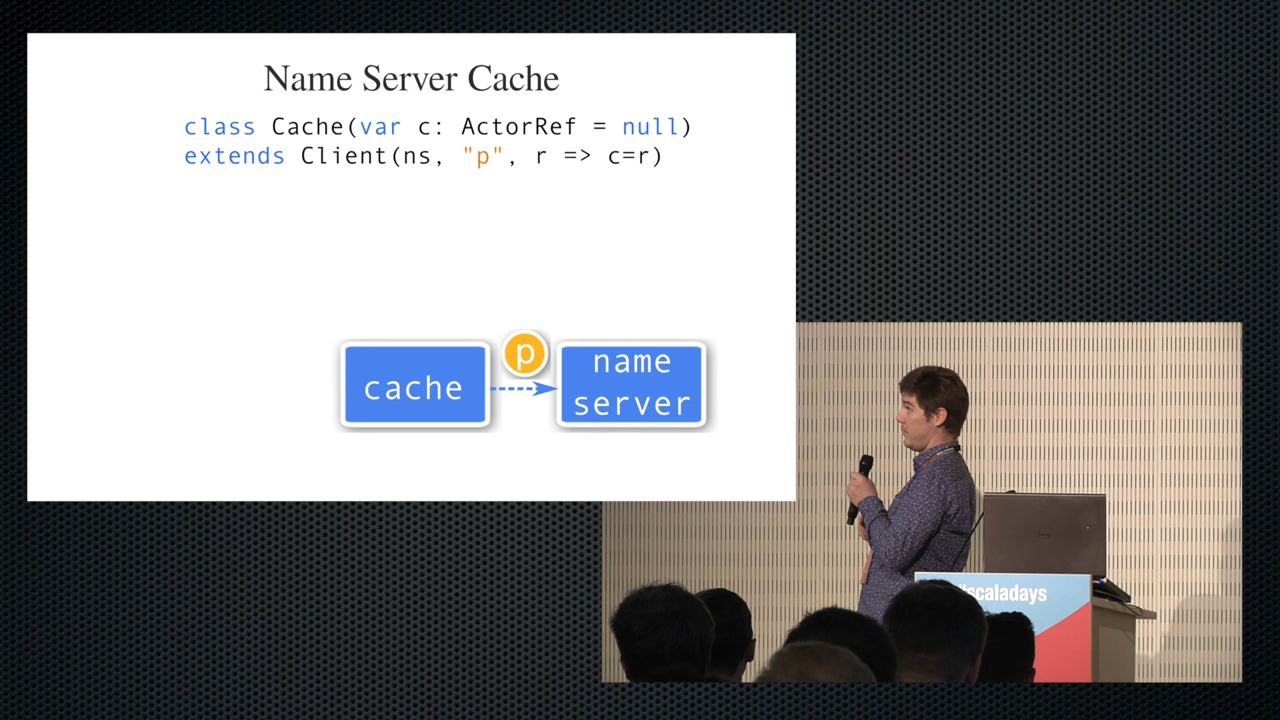 Name Server Cache
class Cache(var c: ActorRef = null)
extends Client(ns, "p", r => c=r)
p
cache
name
server
scaladays